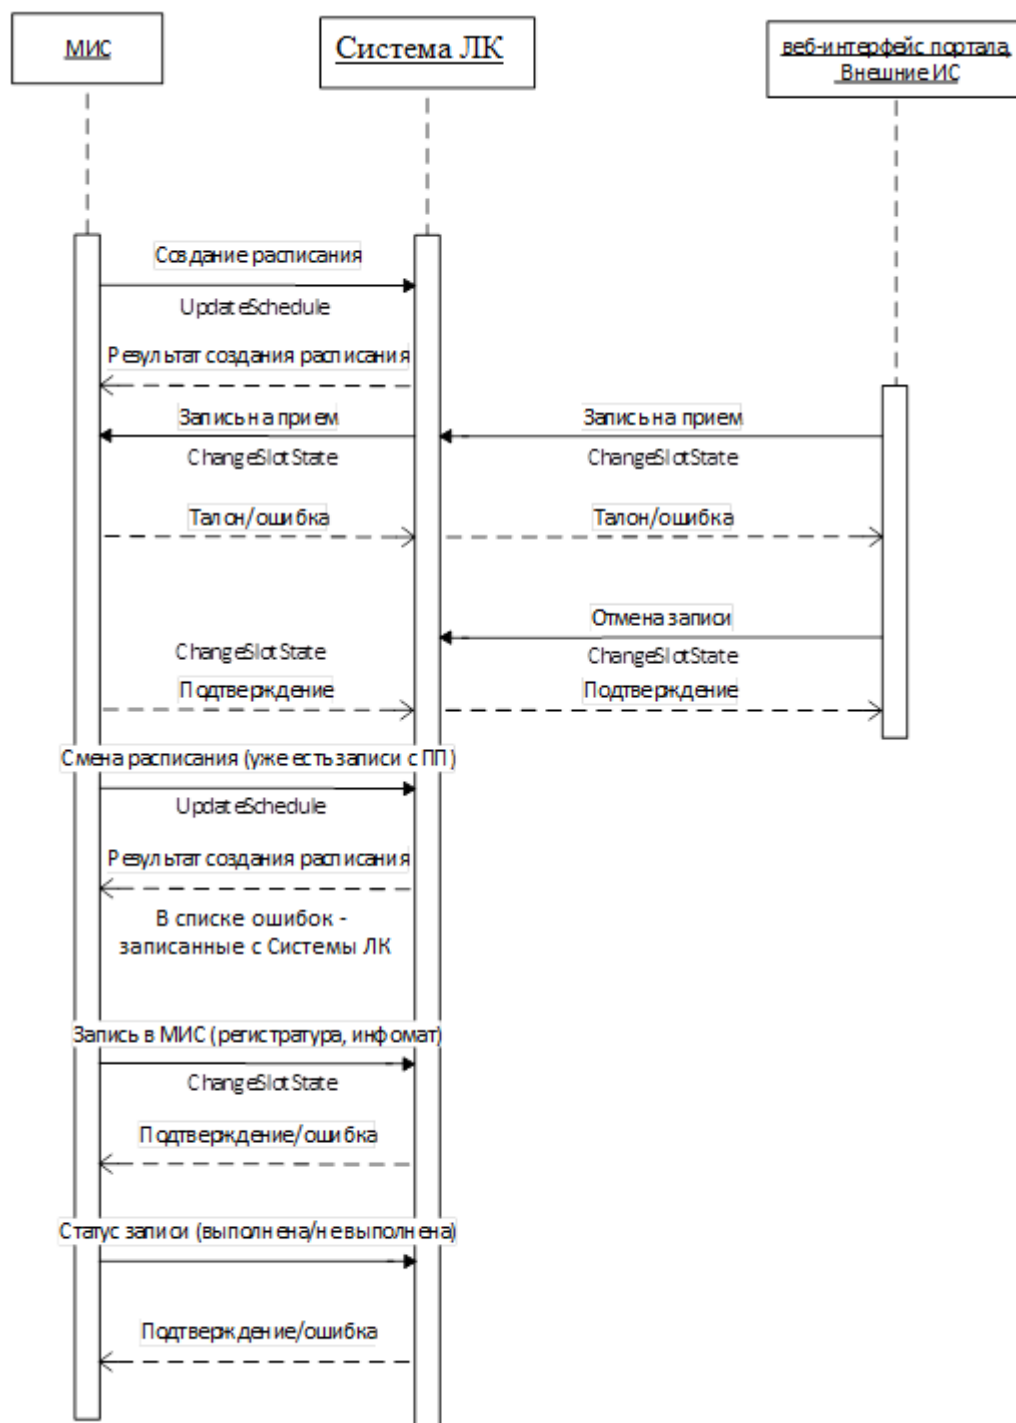 МИС
Система ЛК
веб-интерфейс портала,
Внешние ИС
Создание расписания
UpdateSchedule
Результат создания расписания
Запись на прием
Запись на прием
ChangeSlotState
ChangeSlotState
Талон/ошибка
Талон/ошибка
Отмена записи
ChangeSlotState
ChangeSlotState
Подтверждение
Подтверждение
Смена расписания (уже есть записи с ПП)
UpdateSchedule
Результат создания расписания
В списке ошибок -
записанные с Системы ЛК
Запись в МИС (регистратура, инфомат)
ChangeSlotState
Подтверждение/ошибка
Статус записи (выполнена/не выполнена)
Подтверждение/ошибка